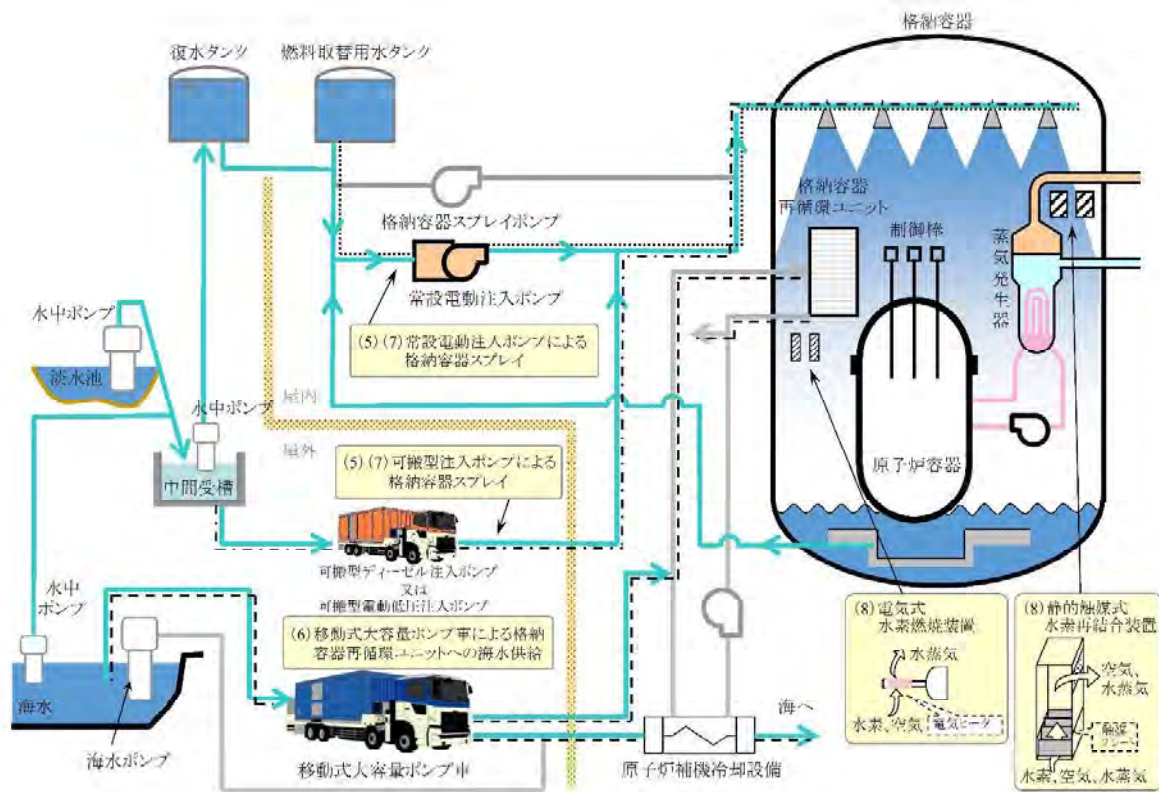 格納容器
復水タンク
燃料取替用水タンク
格納容器スプレイポンプ
格納容器
再循環ユニット
制御棒
蒸気発生器
常設電動注入ポンプ
水中ポンプ
(5)(7)常設電動注入ポンプによる
格納容器スプレイ
淡水池
水中ポンプ
屋内
屋外
中間受槽
(5)(7)可搬型注入ポンプによる
格納容器スプレイ
原子炉容器
可搬型ディーゼル注入ポンプ
又は
可搬型電動低圧注入ポンプ
水中
ポンプ
(6)移動式大容量ポンプ車による格納
容器再循環ユニットへの海水供給
海水
海水ポンプ
移動式大容量ポンプ車
原子炉補機冷却設備
海へ
(8)電気式
水素燃焼装置
水蒸気
水素、空気
電気ヒータ
(8)静的触媒式
水素再結合装置
空気、
水蒸気
触媒
プレート
水素、空気、水蒸気